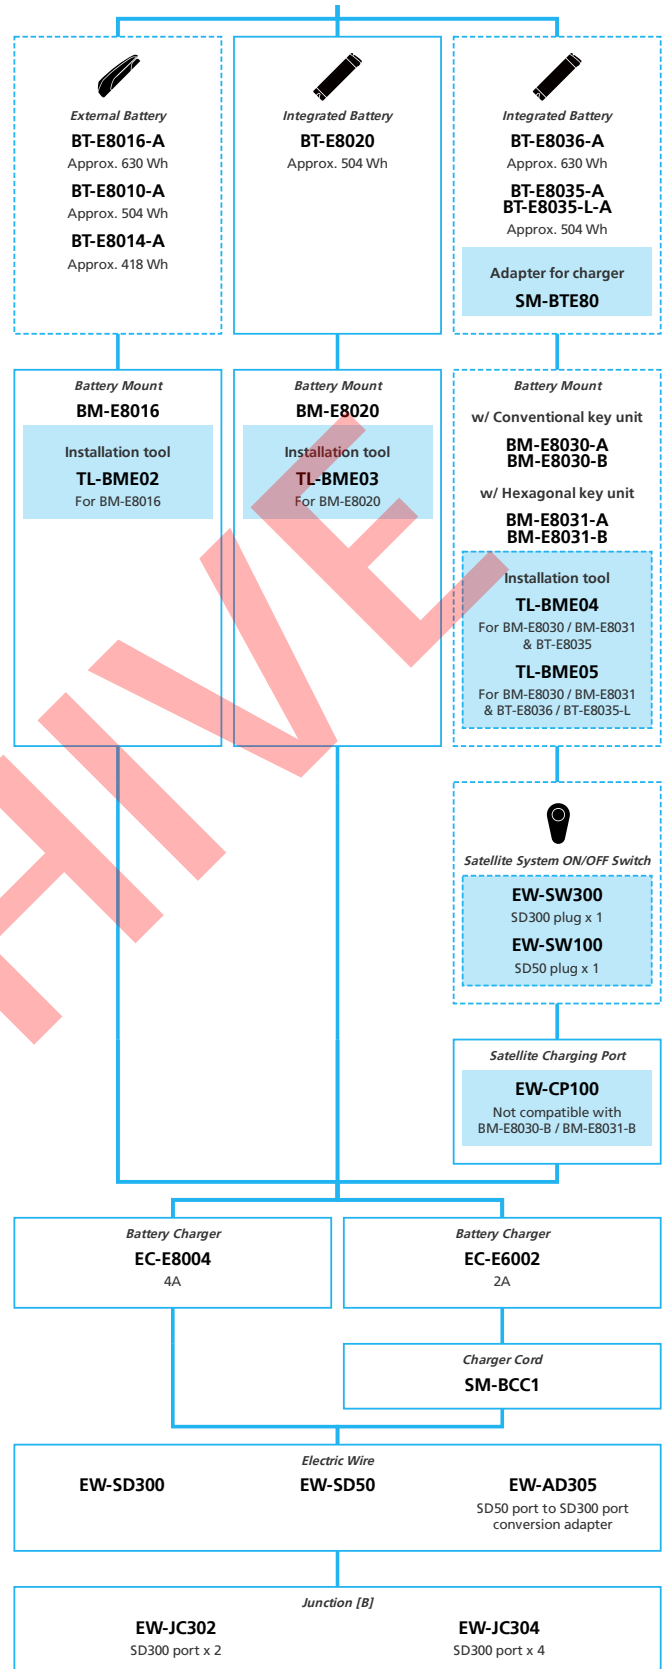 External Battery
BT-E8016-A
Approx. 630 Wh
BT-E8010-A
Approx. 504 Wh
BT-E8014-A
Approx. 418 Wh
Integrated Battery
BT-E8020
Approx. 504 Wh
Integrated Battery
BT-E8036-A
Approx. 630 Wh
BT-E8035-A
BT-E8035-L-A
Approx. 504 Wh
Adapter for charger
SM-BTE80
Battery Mount
BM-E8016
Installation tool
TL-BME02
For BM-E8016
Battery Mount
BM-E8020
Installation tool
TL-BME03
For BM-E8020
Battery Mount
w/ Conventional key unit
BM-E8030-A
BM-E8030-B
w/ Hexagonal key unit
BM-E8031-A
BM-E8031-B
Installation tool
TL-BME04
For BM-E8030 / BM-E8031
& BT-E8035
TL-BME05
For BM-E8030 / BM-E8031
& BT-E8036 / BT-E8035-L
Satellite System ON/OFF Switch
EW-SW300
SD300 plug x 1
EW-SW100
SD50 plug x 1
Satellite Charging Port
EW-CP100
Not compatible with
BM-E8030-B / BM-E8031-B
Battery Charger
EC-E8004
4A
Battery Charger
EC-E6002
2A
Charger Cord
SM-BCC1
Electric Wire
EW-SD300
EW-SD50
EW-AD305
SD50 port to SD300 port
conversion adapter
Junction [B]
EW-JC302
SD300 port x 2
EW-JC304
SD300 port x 4
HIVE